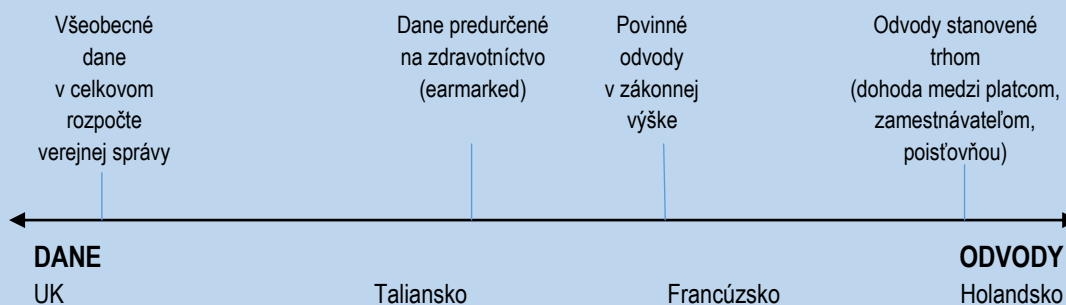 Všeobecné
dane
v celkovom
rozpočte
verejnej správy
Dane predurčené
na zdravotníctvo
(earmarked)
Povinné
odvody
v zákonnej
výške
Odvody stanovené
trhom
(dohoda medzi platcom,
zamestnávateľom,
poisťovňou)
DANE
ODVODY
UK
Taliansko
Francúzsko
Holandsko